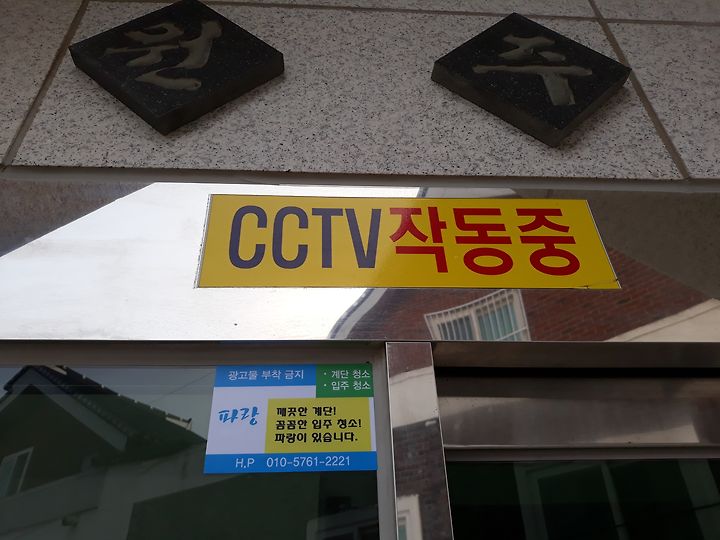 원 주
CCTV작동중
광고물 부착 금지
· 계단 청소
· 입주 청소
파랑
깨끗한 계단!
꼼꼼한 입주 청소!
파랑이 있습니다.
H.P 010-5761-2221